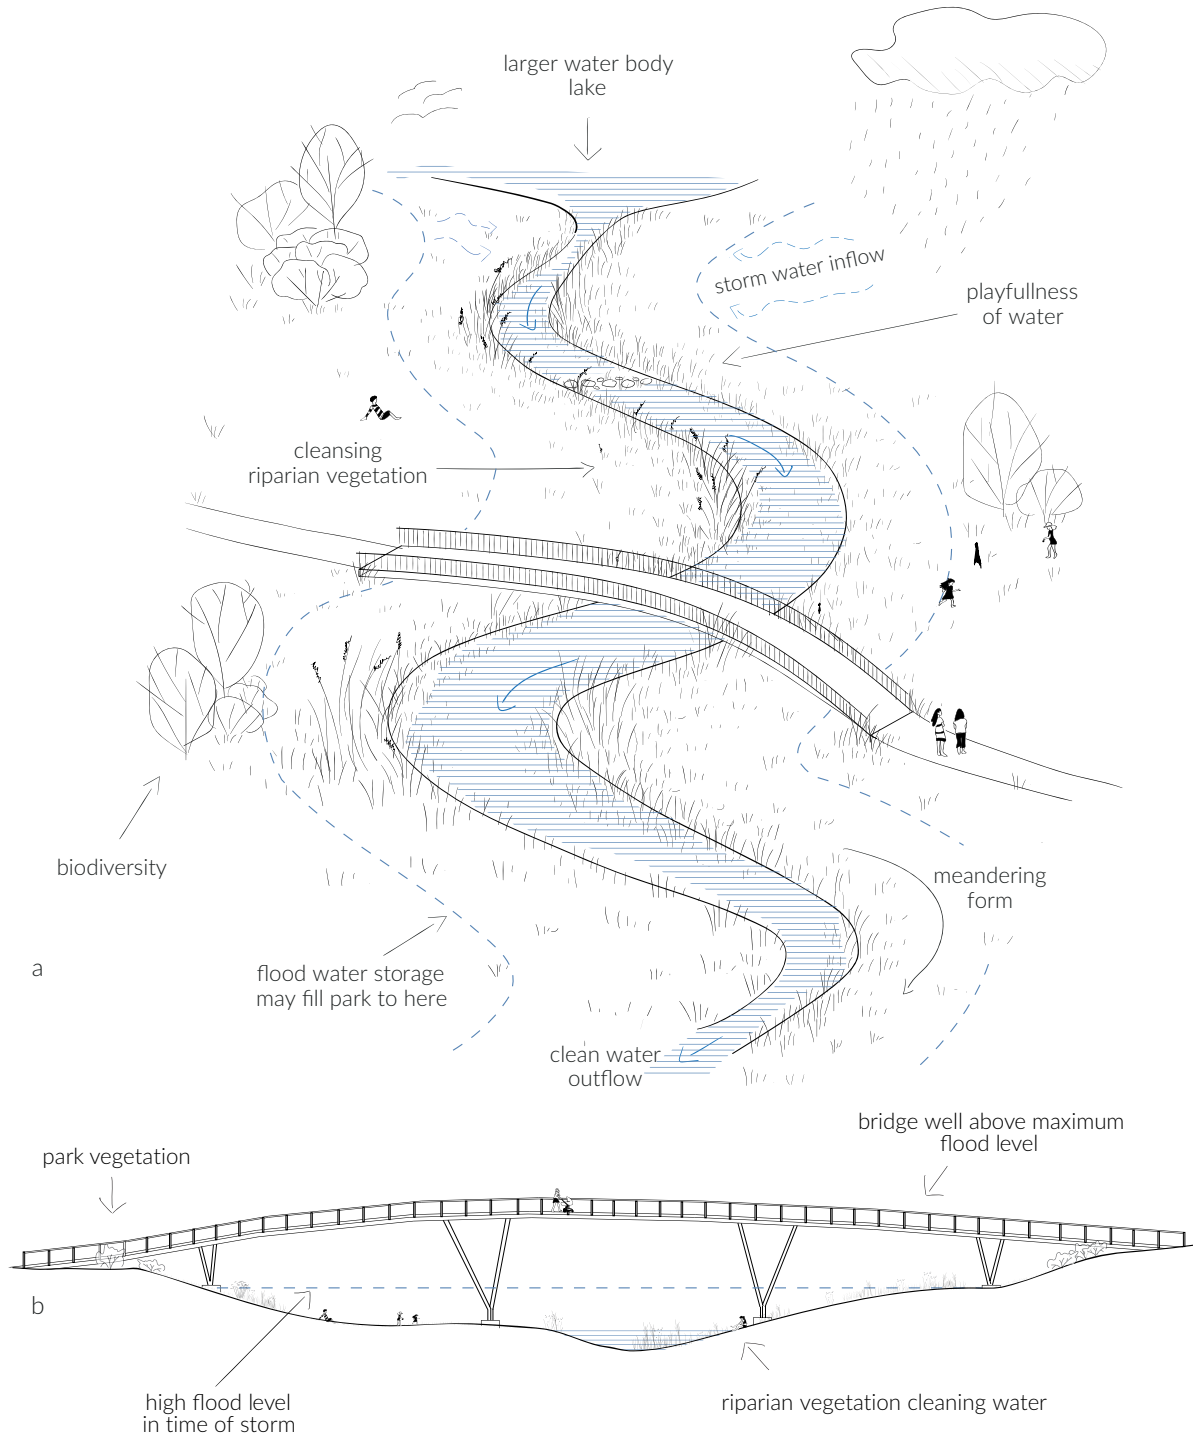 larger water body
lake
storm water inflow
playfullness
of water
cleansing
riparian vegetation
biodiversity
meandering
form
a
flood water storage
may fill park to here
clean water
outflow
bridge well above maximum
flood level
park vegetation
b
high flood level
in time of storm
riparian vegetation cleaning water